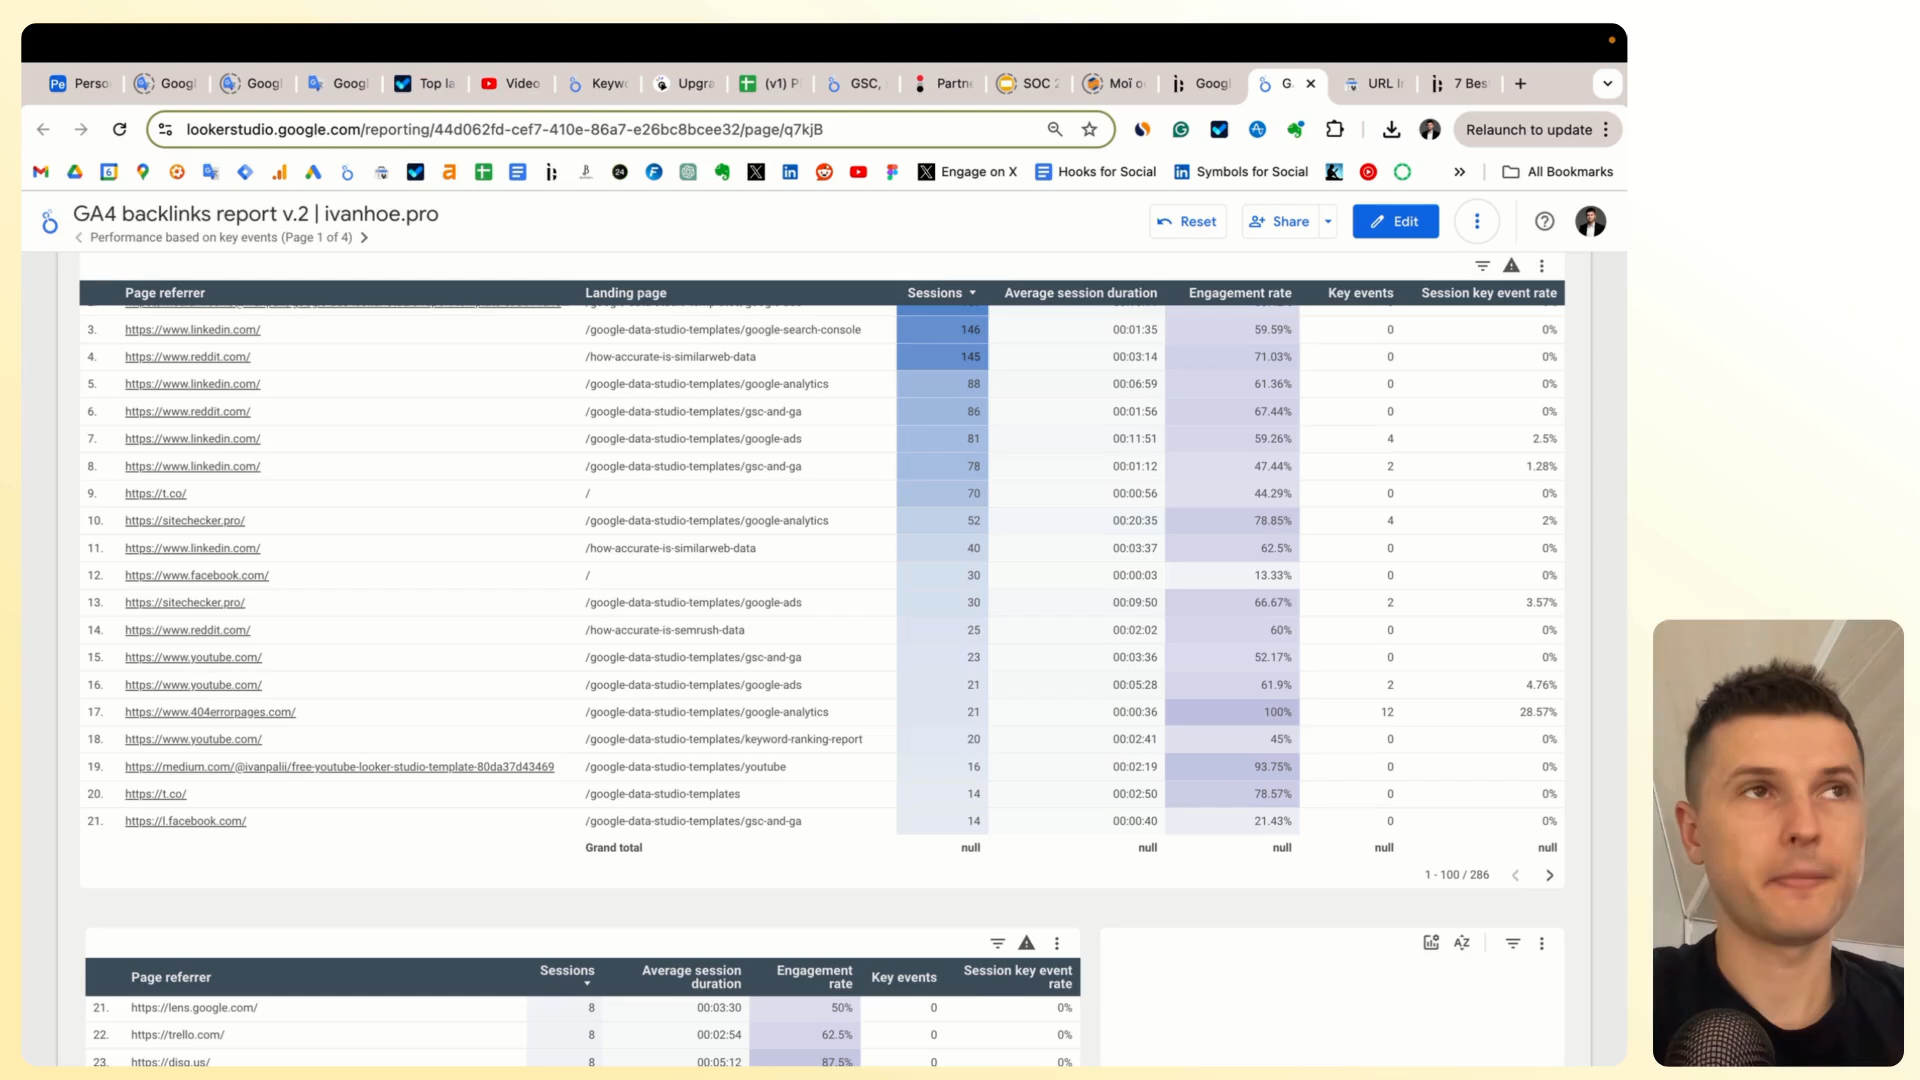 Perso
Googl
Googl
Googl
Top la
Video
Keywo
Upgra
(v1) P
GSC,
Partne
SOC 2
Моï о
Googl
G.
URL In
7 Bes
lookerstudio.google.com/reporting/44d062fd-cef7-410e-86a7-e26bc8bcee32/page/q7kjB
Relaunch to update
Engage on X
Hooks for Social
Symbols for Social
All Bookmarks
GA4 backlinks report v.2 | ivanhoe.pro
Performance based on key events (Page 1 of 4)
Reset
Share
Edit
Page referrer Landing page Sessions Average session duration Engagement rate Key events Session key event rate
3. https://www.linkedin.com/ /google-data-studio-templates/google-search-console 146 00:01:35 59.59% 0 0%
4. https://www.reddit.com/ /how-accurate-is-similarweb-data 145 00:03:14 71.03% 0 0%
5. https://www.linkedin.com/ /google-data-studio-templates/google-analytics 88 00:06:59 61.36% 0 0%
6. https://www.reddit.com/ /google-data-studio-templates/gsc-and-ga 86 00:01:56 67.44% 0 0%
7. https://www.linkedin.com/ /google-data-studio-templates/google-ads 81 00:11:51 59.26% 4 2.5%
8. https://www.linkedin.com/ /google-data-studio-templates/gsc-and-ga 78 00:01:12 47.44% 2 1.28%
9. https://t.co/ / 70 00:00:56 44.29% 0 0%
10. https://sitechecker.pro/ /google-data-studio-templates/google-analytics 52 00:20:35 78.85% 4 2%
11. https://www.linkedin.com/ /how-accurate-is-similarweb-data 40 00:03:37 62.5% 0 0%
12. https://www.facebook.com/ / 30 00:00:03 13.33% 0 0%
13. https://sitechecker.pro/ /google-data-studio-templates/google-ads 30 00:09:50 66.67% 2 3.57%
14. https://www.reddit.com/ /how-accurate-is-semrush-data 25 00:02:02 60% 0 0%
15. https://www.youtube.com/ /google-data-studio-templates/gsc-and-ga 23 00:03:36 52.17% 0 0%
16. https://www.youtube.com/ /google-data-studio-templates/google-ads 21 00:05:28 61.9% 2 4.76%
17. https://www.404errorpages.com/ /google-data-studio-templates/google-analytics 21 00:00:36 100% 12 28.57%
18. https://www.youtube.com/ /google-data-studio-templates/keyword-ranking-report 20 00:02:41 45% 0 0%
19. https://medium.com/@ivanpalii/free-youtube-looker-studio-template-80da37d43469 /google-data-studio-templates/youtube 16 00:02:19 93.75% 0 0%
20. https://t.co/ /google-data-studio-templates 14 00:02:50 78.57% 0 0%
21. https://l.facebook.com/ /google-data-studio-templates/gsc-and-ga 14 00:00:40 21.43% 0 0%
Grand total null null null null null
1 - 100 / 286
Page referrer Sessions Average session duration Engagement rate Key events Session key event rate
21. https://lens.google.com/ 8 00:03:30 50% 0 0%
22. https://trello.com/ 8 00:02:54 62.5% 0 0%
23. https://disq.us/ 8 00:05:12 87.5% 0 0%